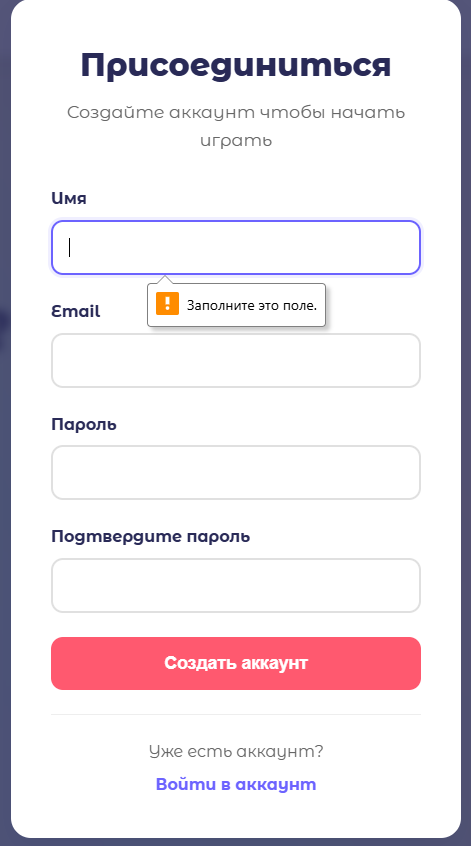 Присоединиться
Создайте аккаунт чтобы начать
играть
Имя
Заполните это поле.
Email
Пароль
Подтвердите пароль
Создать аккаунт
Уже есть аккаунт?
Войти в аккаунт